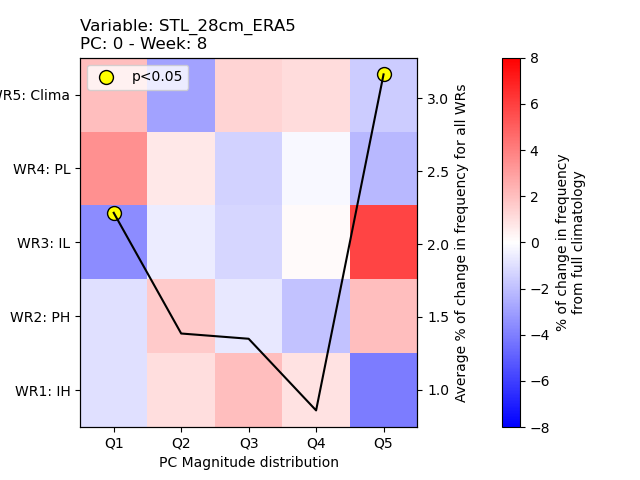 Variable: STL_28cm_ERA5
PC: 0 - Week: 8
p<0.05
WR5: Clima
WR4: PL
WR3: IL
WR2: PH
WR1: IH
Q1 Q2 Q3 Q4 Q5
PC Magnitude distribution
3.0
2.5
2.0
1.5
1.0
Average % of change in frequency for all WRs
8
6
4
2
0
−2
−4
−6
−8
% of change in frequency
from full climatology